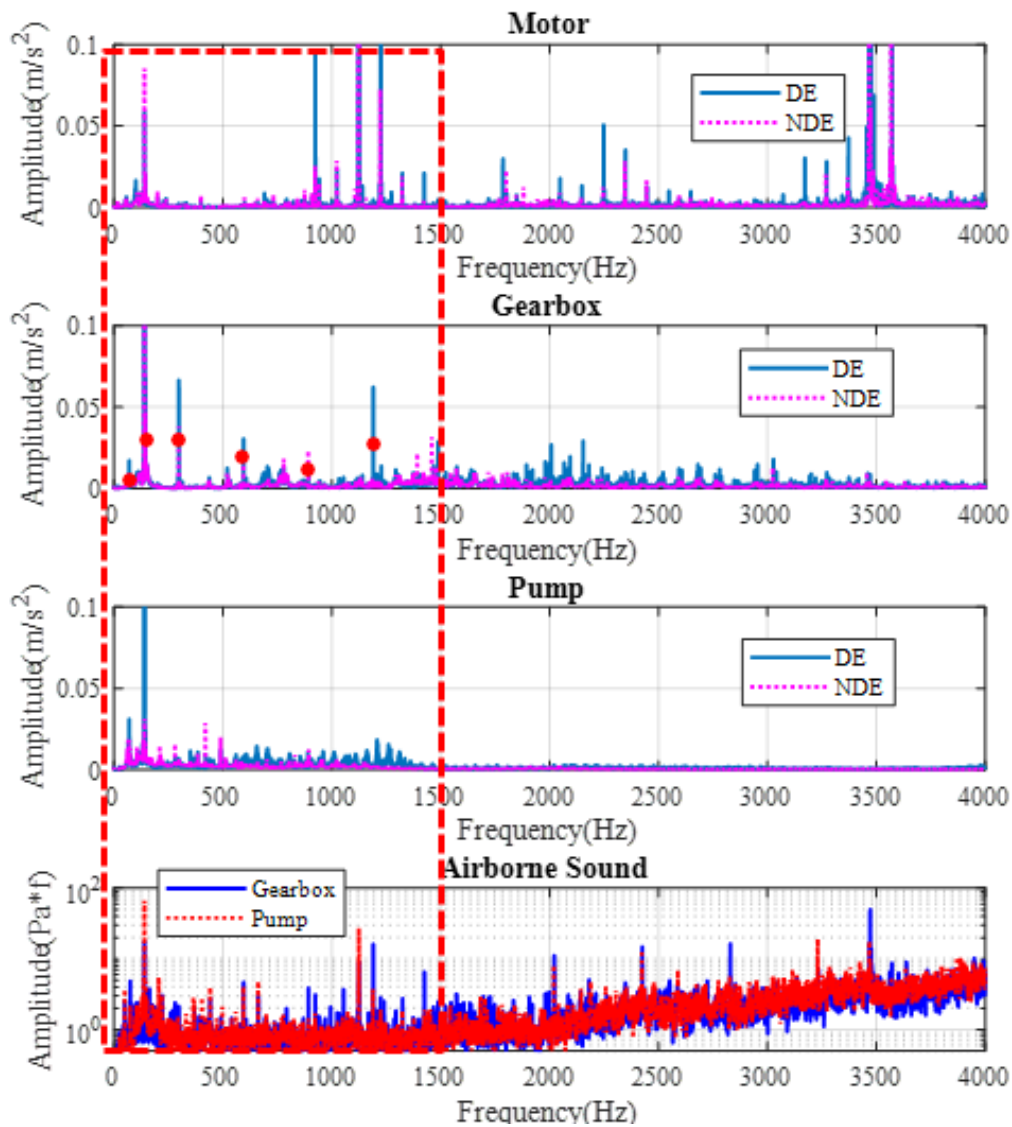 Motor
Amplitude(m/s²)
0.1
0.05
0
DE
NDE
0 500 1000 1500 2000 2500 3000 3500 4000
Frequency(Hz)
Gearbox
Amplitude(m/s²)
0.1
0.05
0
DE
NDE
0 500 1000 1500 2000 2500 3000 3500 4000
Frequency(Hz)
Pump
Amplitude(m/s²)
0.1
0.05
0
DE
NDE
0 500 1000 1500 2000 2500 3000 3500 4000
Frequency(Hz)
Airborne Sound
Amplitude(Pa*f)
10²
10⁰
Gearbox
Pump
0 500 1000 1500 2000 2500 3000 3500 4000
Frequency(Hz)